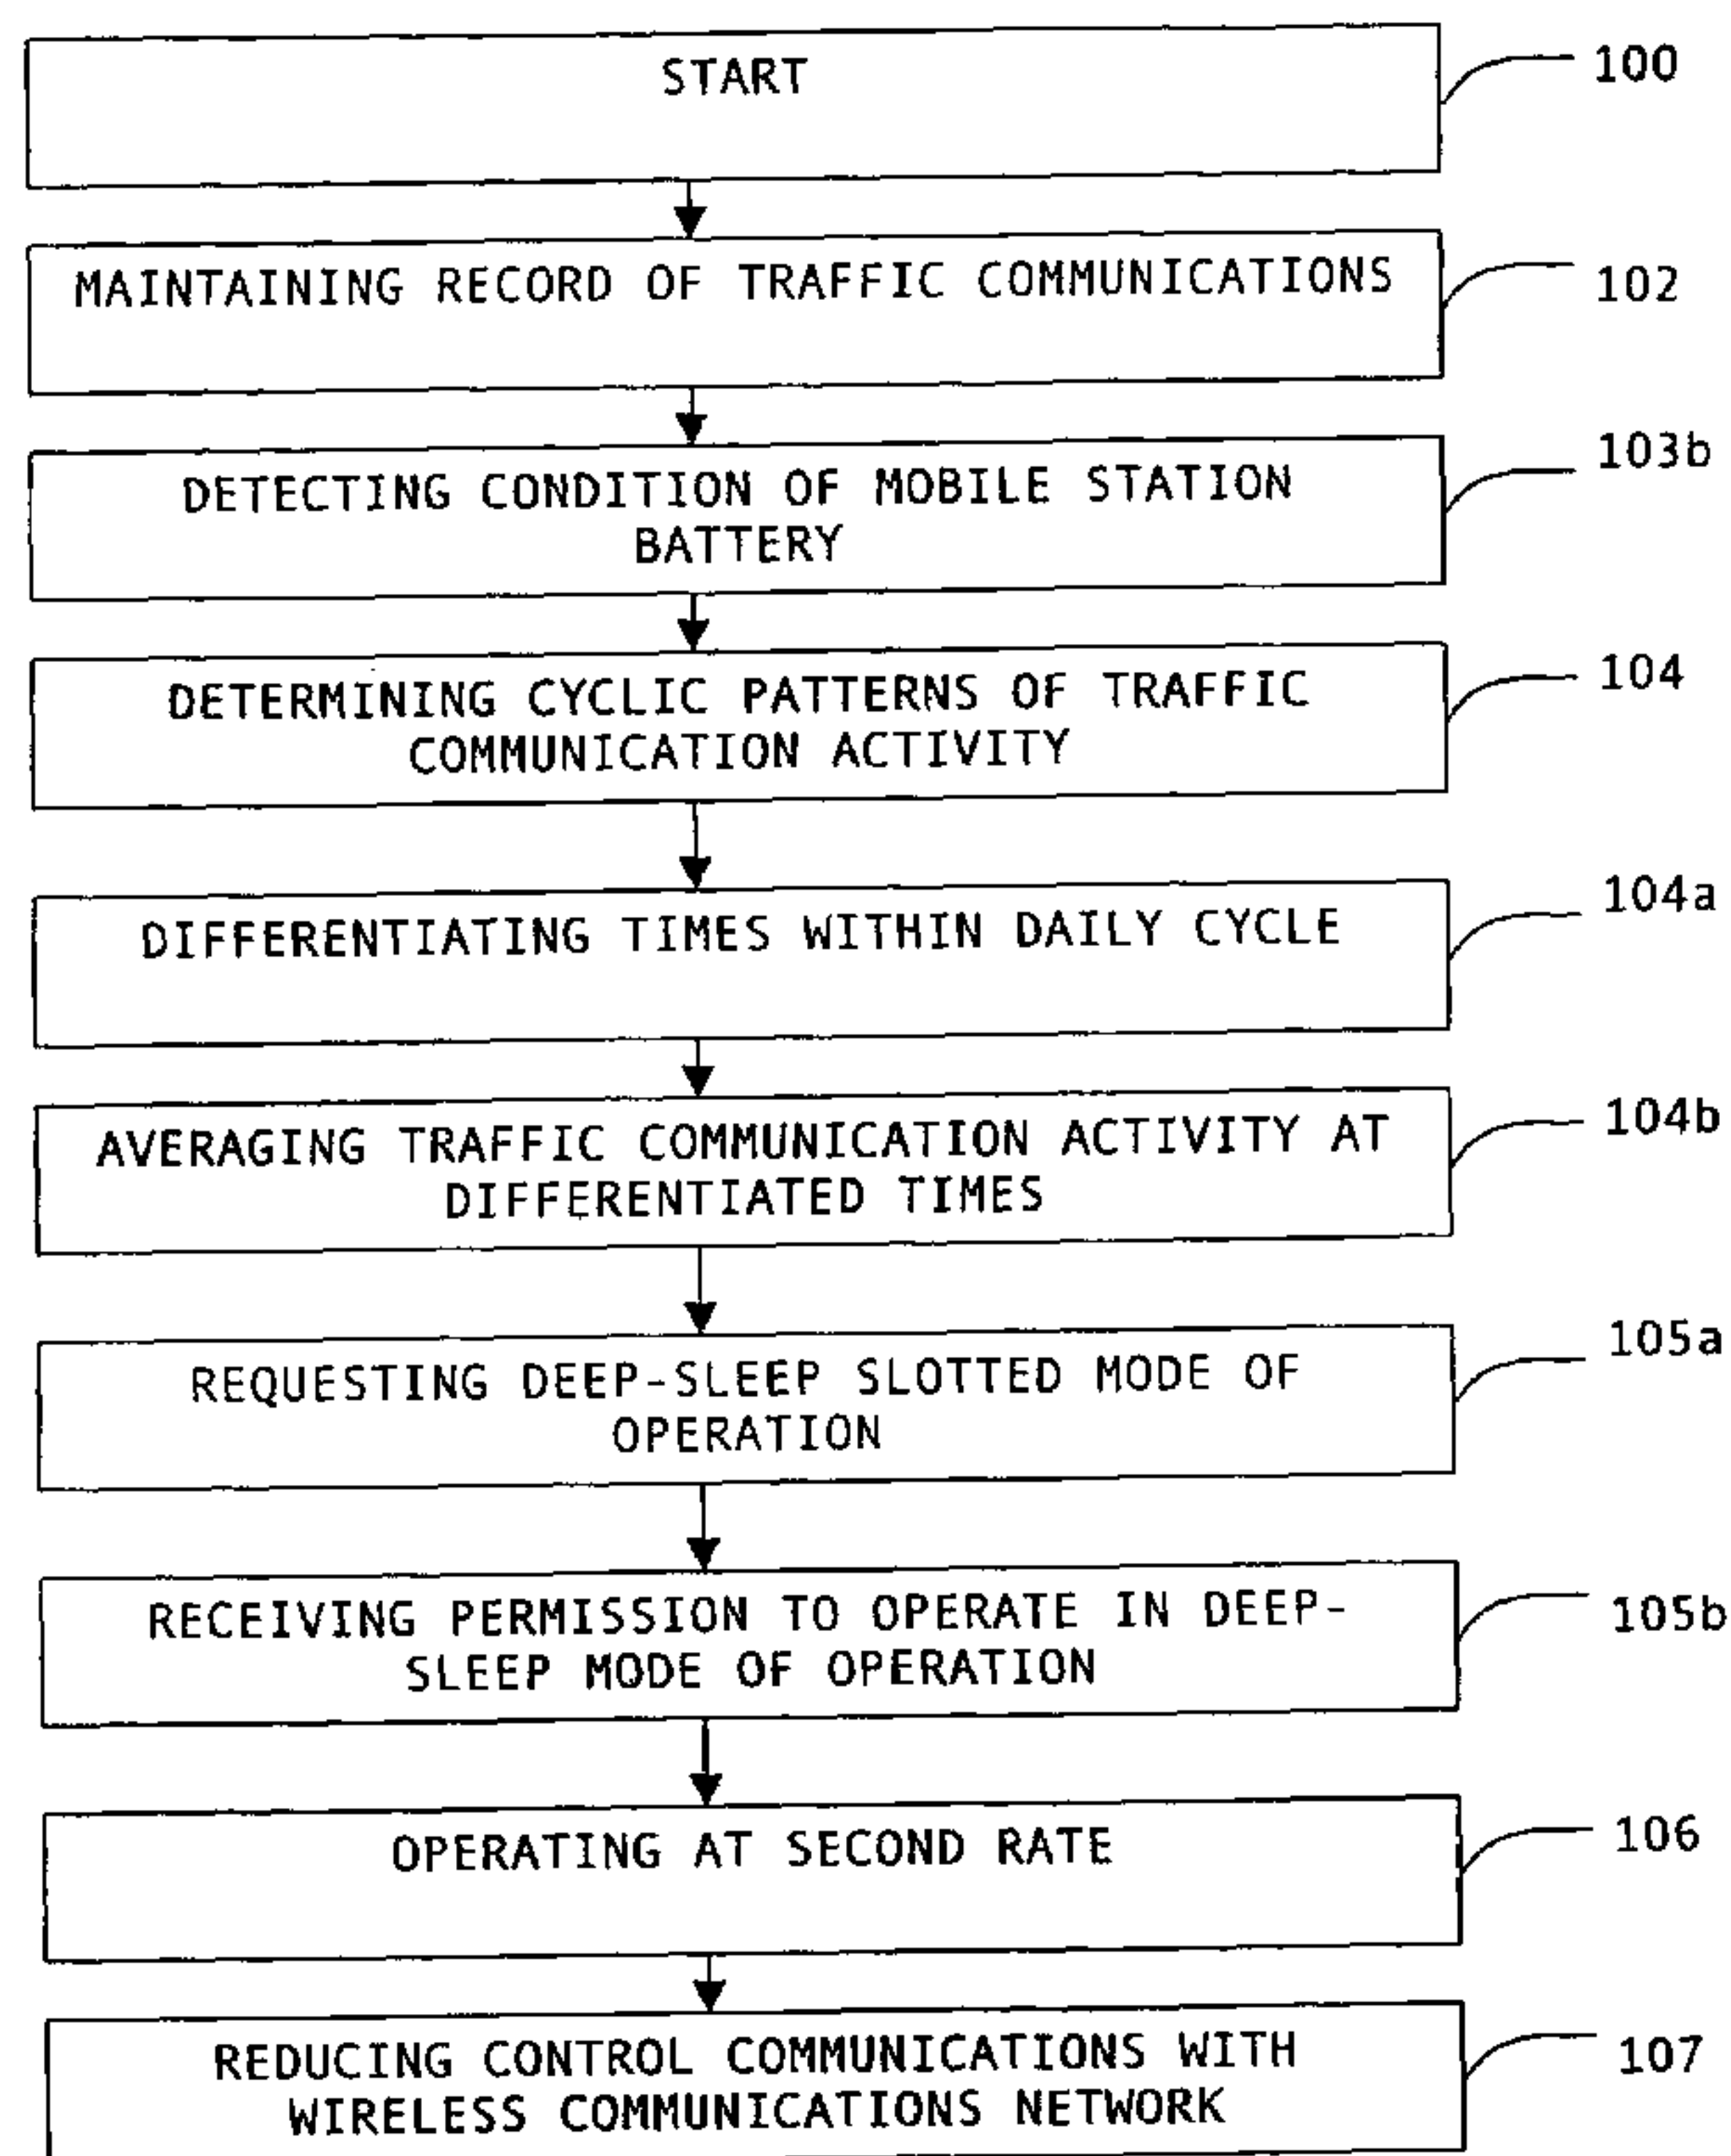 START
100
MAINTAINING RECORD OF TRAFFIC COMMUNICATIONS
102
DETECTING CONDITION OF MOBILE STATION
BATTERY
103b
DETERMINING CYCLIC PATTERNS OF TRAFFIC
COMMUNICATION ACTIVITY
104
DIFFERENTIATING TIMES WITHIN DAILY CYCLE
104a
AVERAGING TRAFFIC COMMUNICATION ACTIVITY AT
DIFFERENTIATED TIMES
104b
REQUESTING DEEP-SLEEP SLOTTED MODE OF
OPERATION
105a
RECEIVING PERMISSION TO OPERATE IN DEEP-
SLEEP MODE OF OPERATION
105b
OPERATING AT SECOND RATE
106
REDUCING CONTROL COMMUNICATIONS WITH
WIRELESS COMMUNICATIONS NETWORK
107